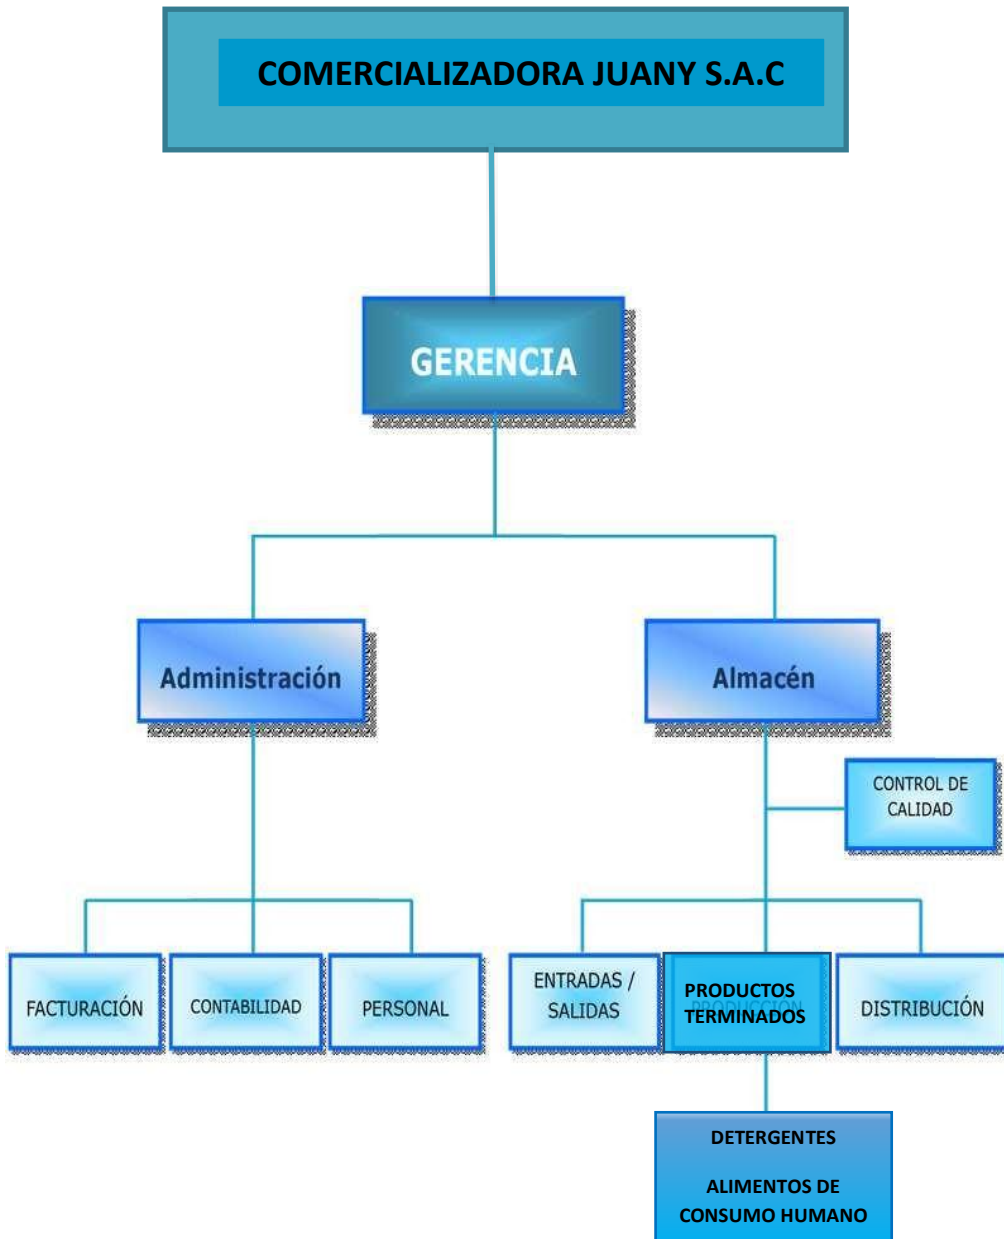 COMERCIALIZADORA JUANY S.A.C
GERENCIA
Administración
Almacén
CONTROL DE
CALIDAD
FACTURACIÓN
CONTABILIDAD
PERSONAL
ENTRADAS /
SALIDAS
PRODUCTOS
TERMINADOS
PRODUCCIÓN
DISTRIBUCIÓN
DETERGENTES
ALIMENTOS DE
CONSUMO HUMANO